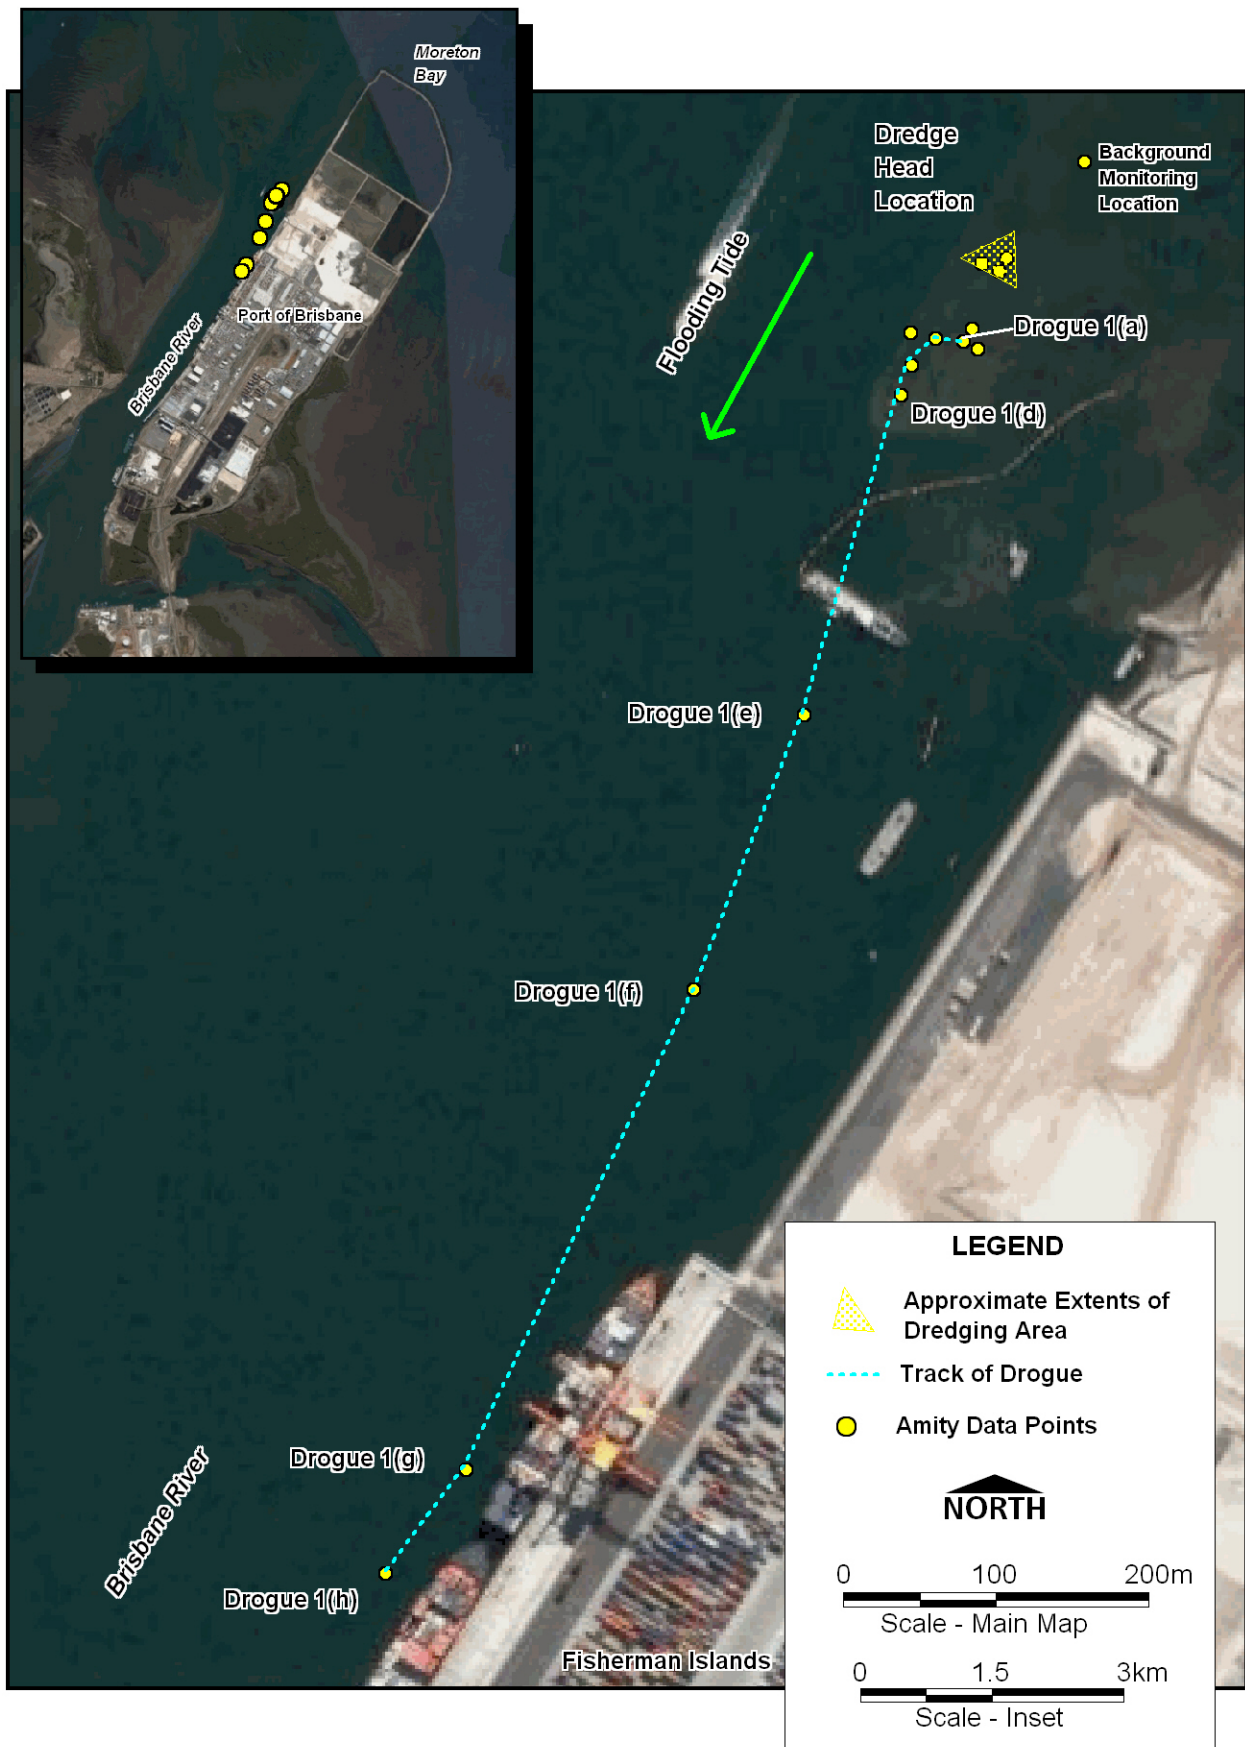 Moreton
Bay
Port of Brisbane
Brisbane River
Dredge
Head
Location
Background
Monitoring
Location
Flooding Tide
Drogue 1(a)
Drogue 1(d)
Drogue 1(e)
Drogue 1(f)
Drogue 1(g)
Drogue 1(h)
Brisbane River
Fisherman Islands
LEGEND
Approximate Extents of
Dredging Area
Track of Drogue
Amity Data Points
NORTH
0 100 200m
Scale - Main Map
0 1.5 3km
Scale - Inset